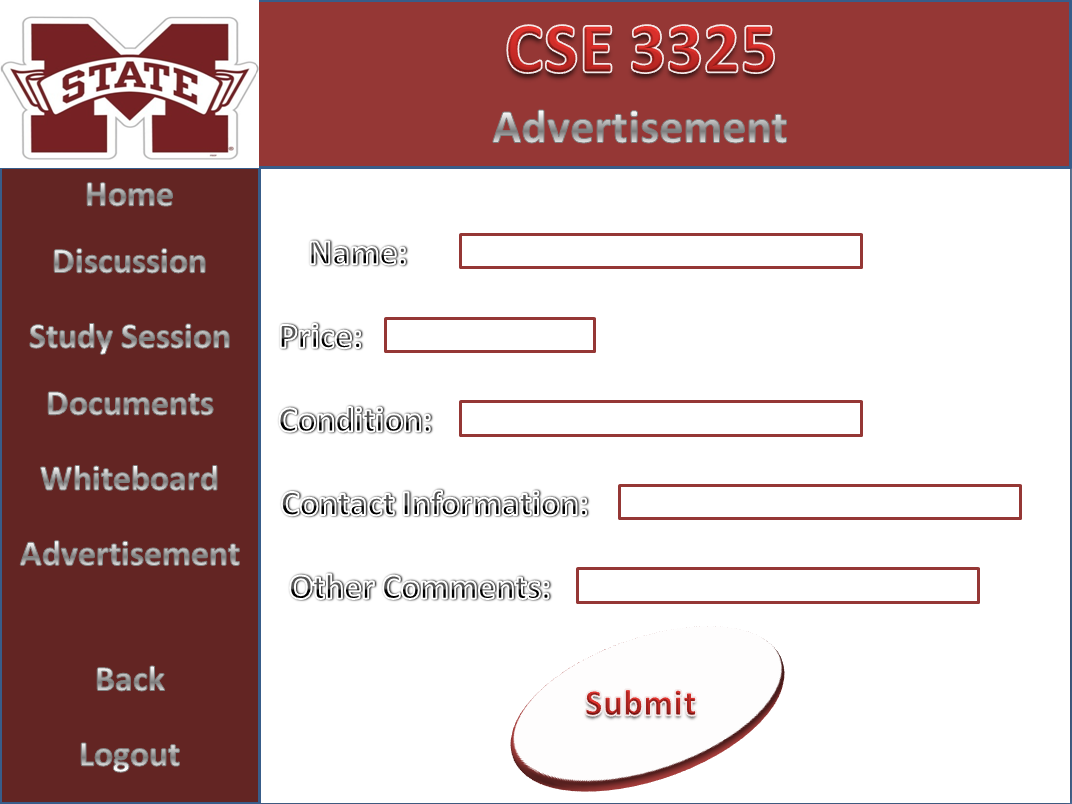 STATE
CSE 3325
Advertisement
Home
Discussion
Study Session
Documents
Whiteboard
Advertisement
Back
Logout
Name:
Price:
Condition:
Contact Information:
Other Comments:
Submit